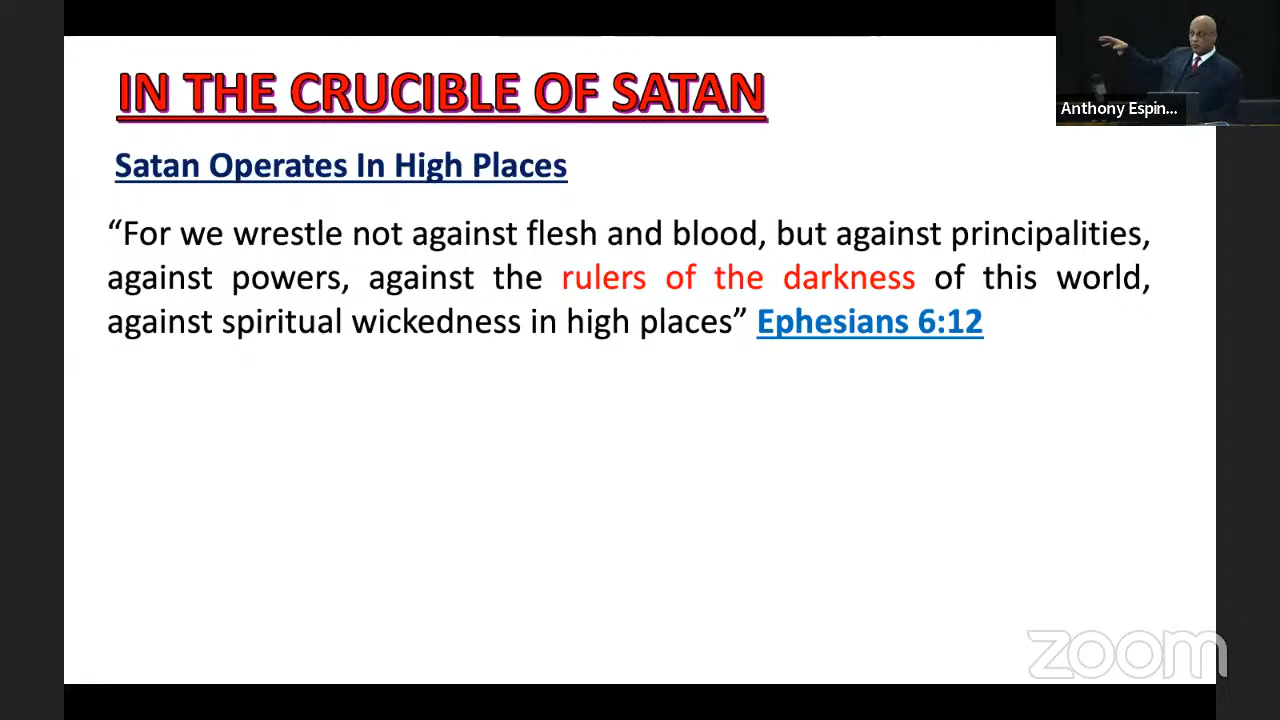 IN THE CRUCIBLE OF SATAN
Anthony Espin...
Satan Operates In High Places
“For we wrestle not against flesh and blood, but against principalities,
against powers, against the rulers of the darkness of this world,
against spiritual wickedness in high places” Ephesians 6:12
zoom